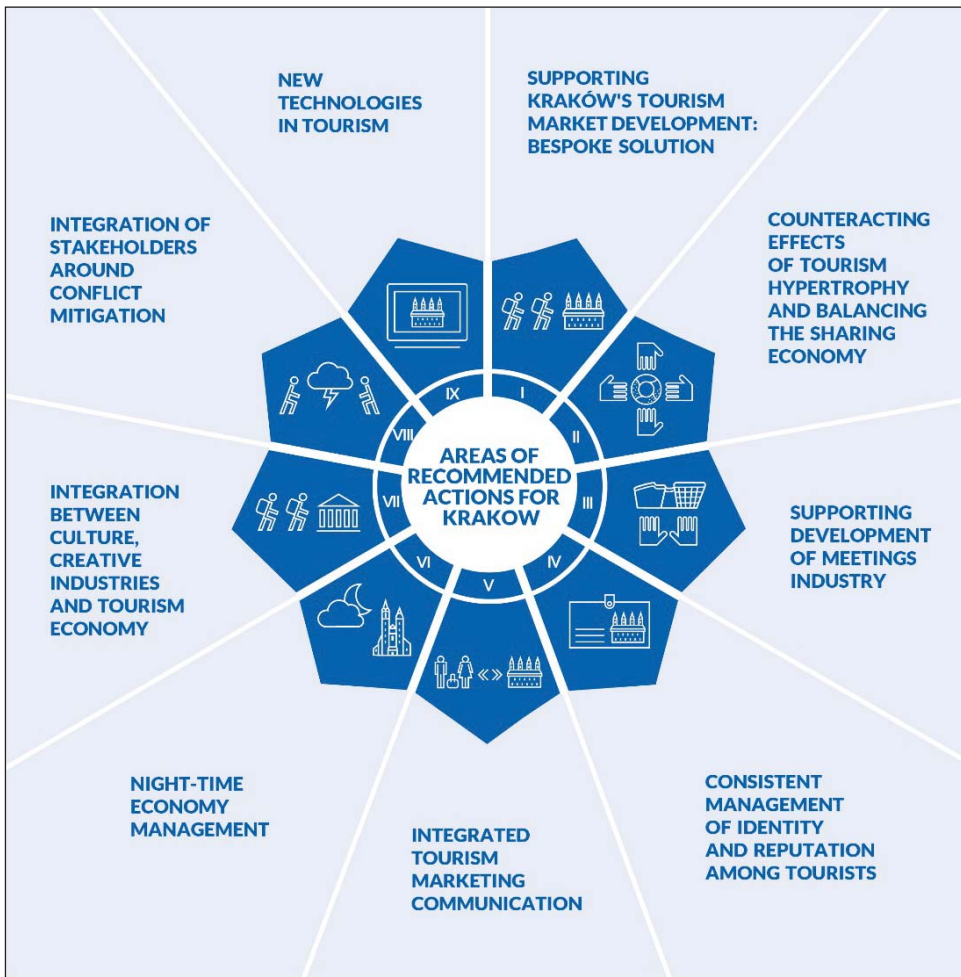 NEW
TECHNOLOGIES
IN TOURISM
SUPPORTING
KRAKÓW'S TOURISM
MARKET DEVELOPMENT:
BESPOKE SOLUTION
COUNTERACTING
EFFECTS
OF TOURISM
HYPERTROPHY
AND BALANCING
THE SHARING
ECONOMY
SUPPORTING
DEVELOPMENT
OF MEETINGS
INDUSTRY
CONSISTENT
MANAGEMENT
OF IDENTITY
AND REPUTATION
AMONG TOURISTS
INTEGRATED
TOURISM
MARKETING
COMMUNICATION
NIGHT-TIME
ECONOMY
MANAGEMENT
INTEGRATION
BETWEEN
CULTURE,
CREATIVE
INDUSTRIES
AND TOURISM
ECONOMY
INTEGRATION OF
STAKEHOLDERS
AROUND
CONFLICT
MITIGATION
I
II
III
IV
V
VI
VII
VIII
IX
AREAS OF
RECOMMENDED
ACTIONS FOR
KRAKOW